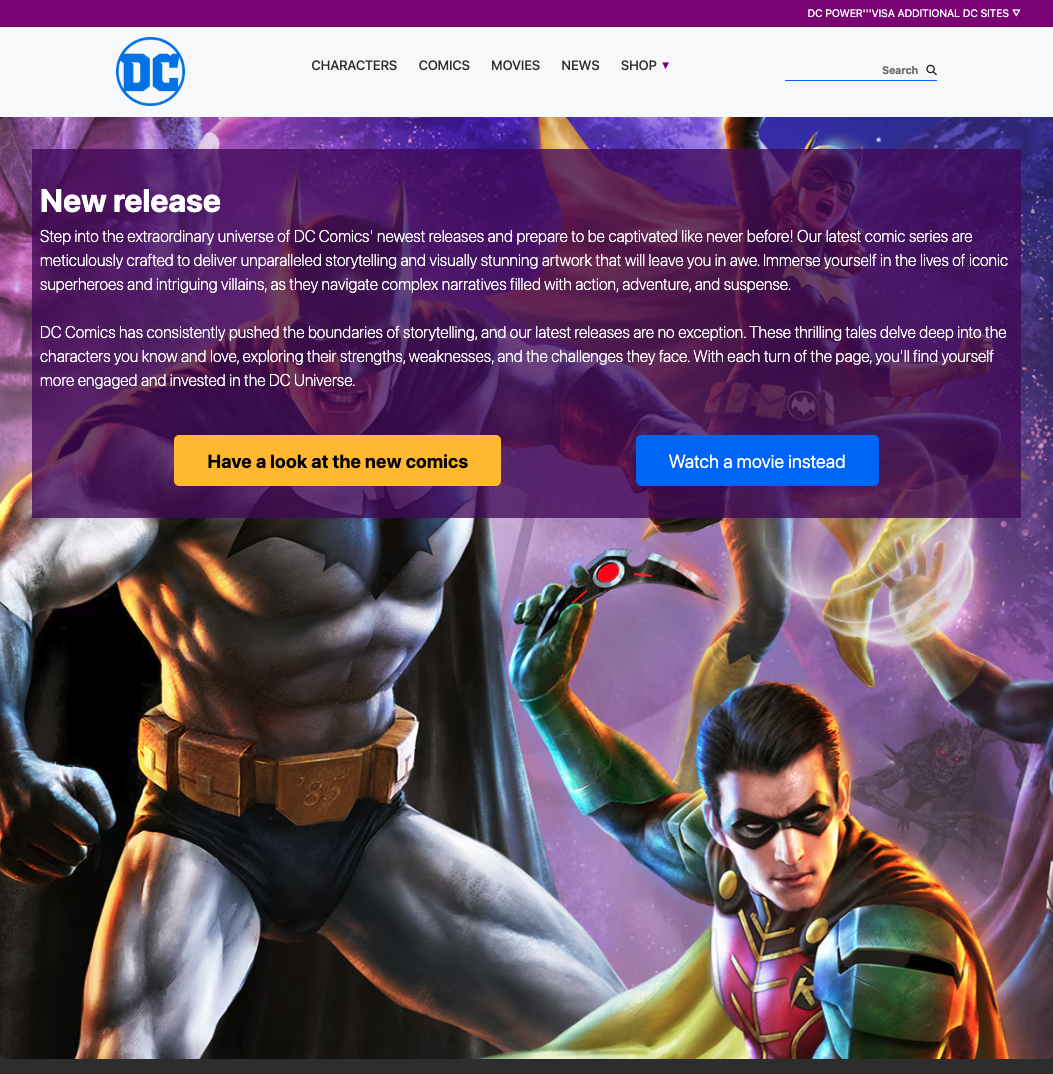 DC POWER'''VISA ADDITIONAL DC SITES
DC
CHARACTERS COMICS MOVIES NEWS SHOP
Search
New release
Step into the extraordinary universe of DC Comics' newest releases and prepare to be captivated like never before! Our latest comic series are
meticulously crafted to deliver unparalleled storytelling and visually stunning artwork that will leave you in awe. Immerse yourself in the lives of iconic
superheroes and intriguing villains, as they navigate complex narratives filled with action, adventure, and suspense.
DC Comics has consistently pushed the boundaries of storytelling, and our latest releases are no exception. These thrilling tales delve deep into the
characters you know and love, exploring their strengths, weaknesses, and the challenges they face. With each turn of the page, you'll find yourself
more engaged and invested in the DC Universe.
Have a look at the new comics Watch a movie instead
'85
R